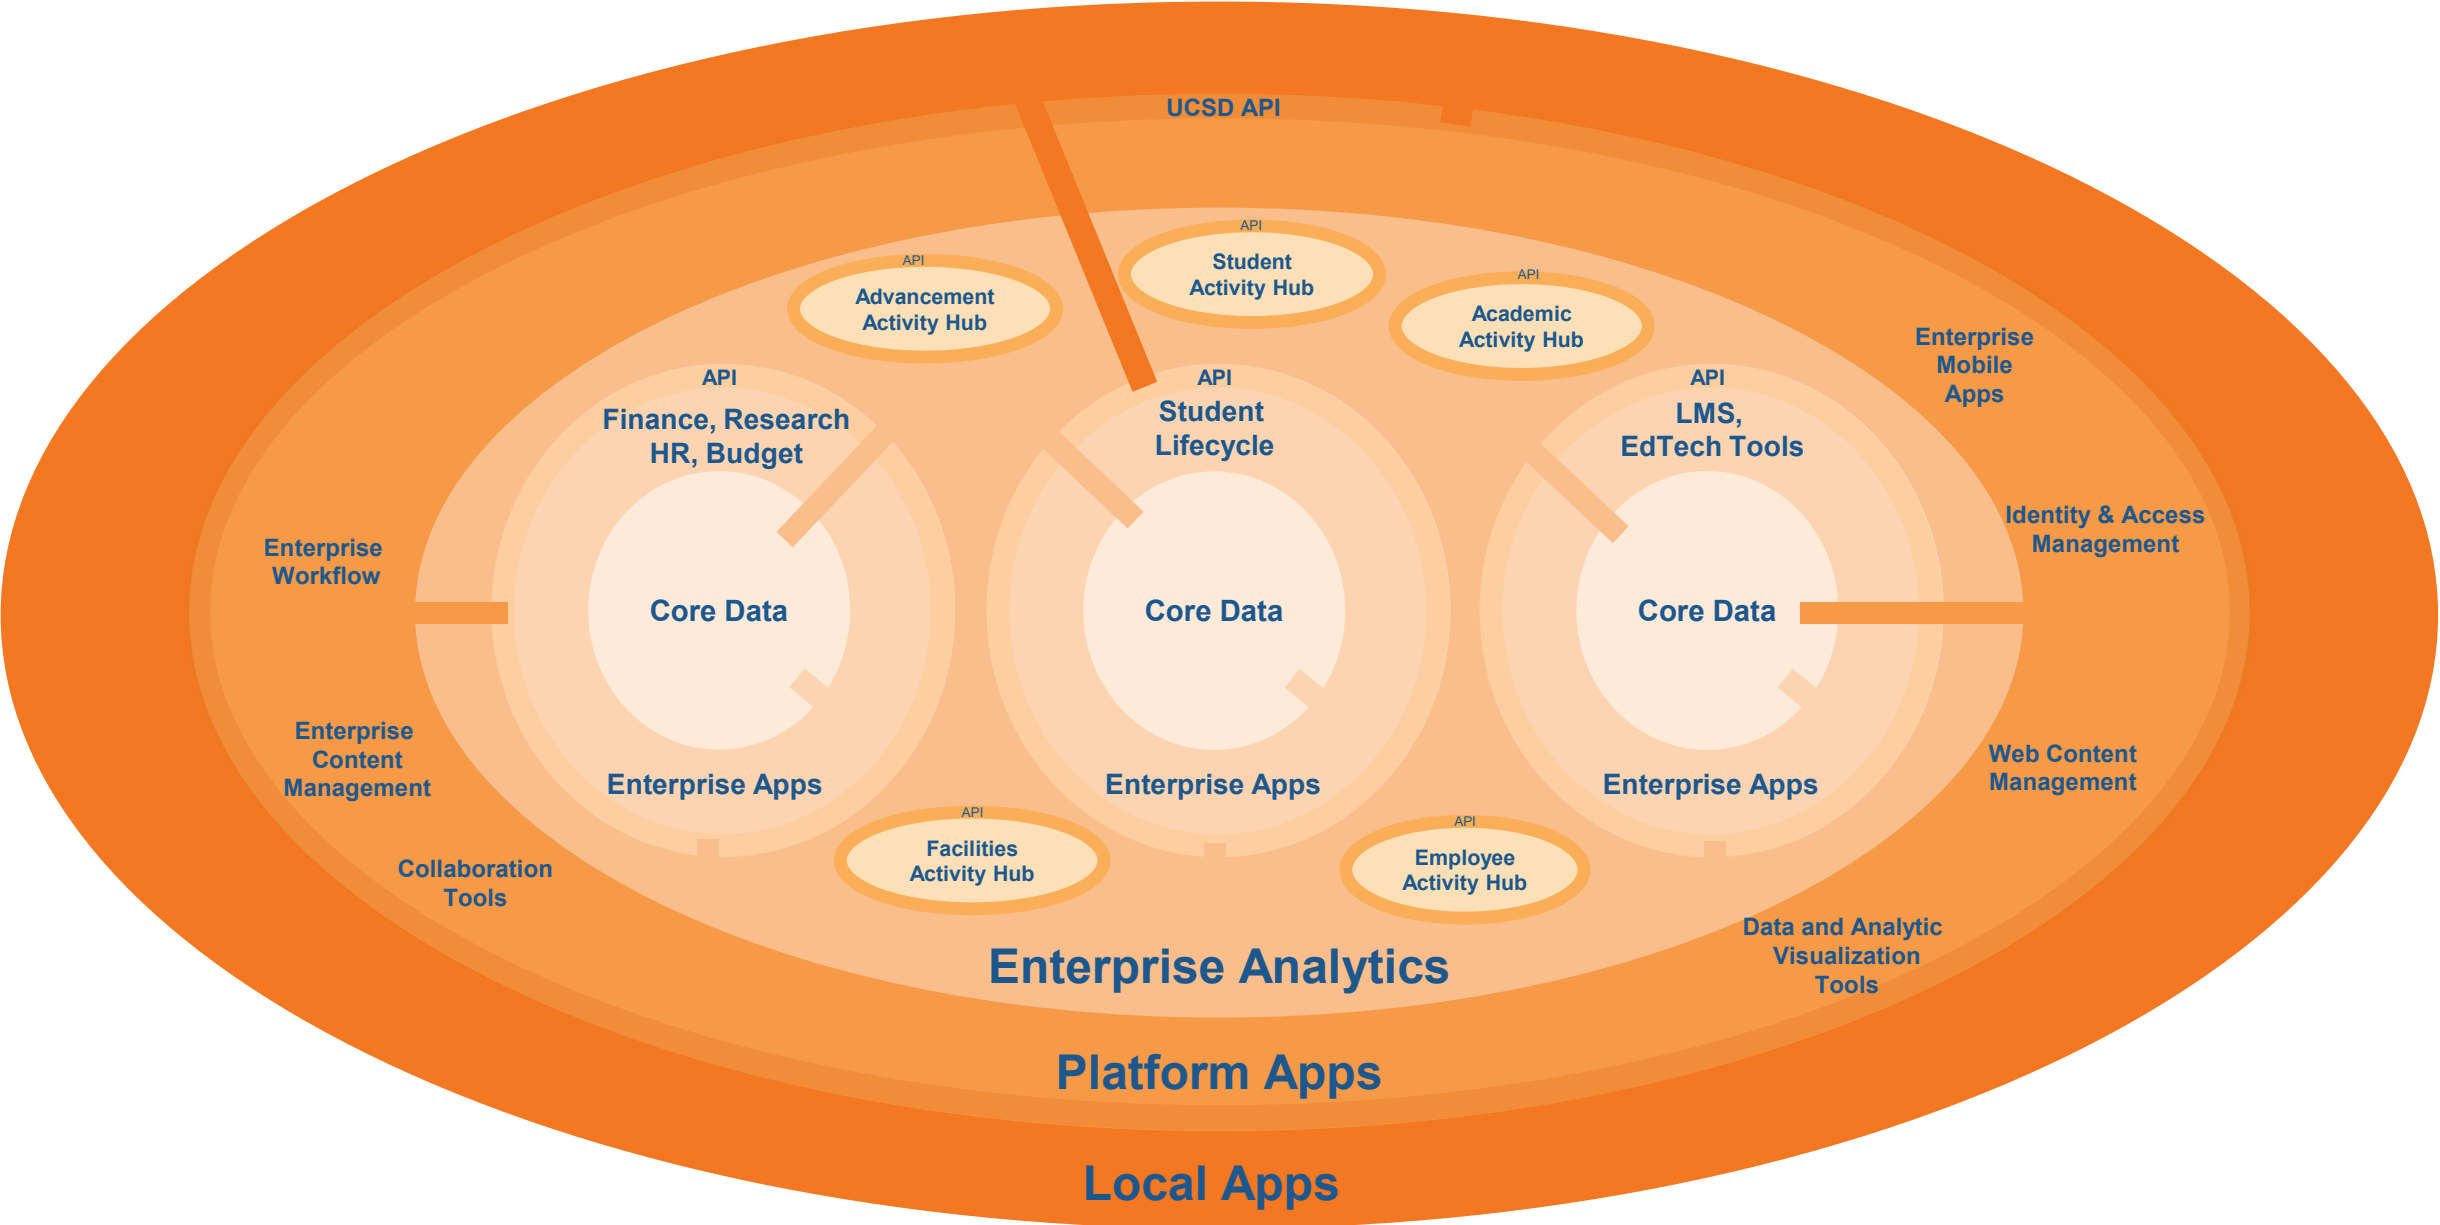 UCSD API
API
Student
Activity Hub
API
Advancement
Activity Hub
API
Academic
Activity Hub
Enterprise
Mobile
Apps
API
Finance, Research
HR, Budget
API
Student
Lifecycle
API
LMS,
EdTech Tools
Identity & Access
Management
Enterprise
Workflow
Core Data
Core Data
Core Data
Enterprise
Content
Management
Web Content
Management
Enterprise Apps
Enterprise Apps
Enterprise Apps
Collaboration
Tools
API
Facilities
Activity Hub
API
Employee
Activity Hub
Data and Analytic
Visualization
Tools
Enterprise Analytics
Platform Apps
Local Apps